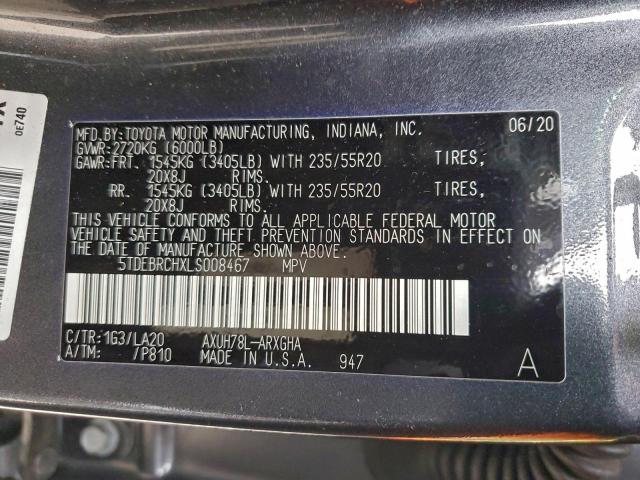 0E740
MFD.BY:TOYOTA MOTOR MANUFACTURING, INDIANA, INC. 06/20
GVWR:2720KG (6000LB)
GAWR:FRT. 1545KG (3405LB) WITH 235/55R20 TIRES,
20X8J RIMS.
RR. 1545KG (3405LB) WITH 235/55R20 TIRES,
20X8J RIMS.
THIS VEHICLE CONFORMS TO ALL APPLICABLE FEDERAL MOTOR
VEHICLE SAFETY AND THEFT PREVENTION STANDARDS IN EFFECT ON
THE DATE OF MANUFACTURE SHOWN ABOVE.
5TDEBRCHXLS008467 MPV
C/TR:1G3/LA20 AXUH78L-ARXGHA
A/TM: /P810 MADE IN U.S.A. 947 A